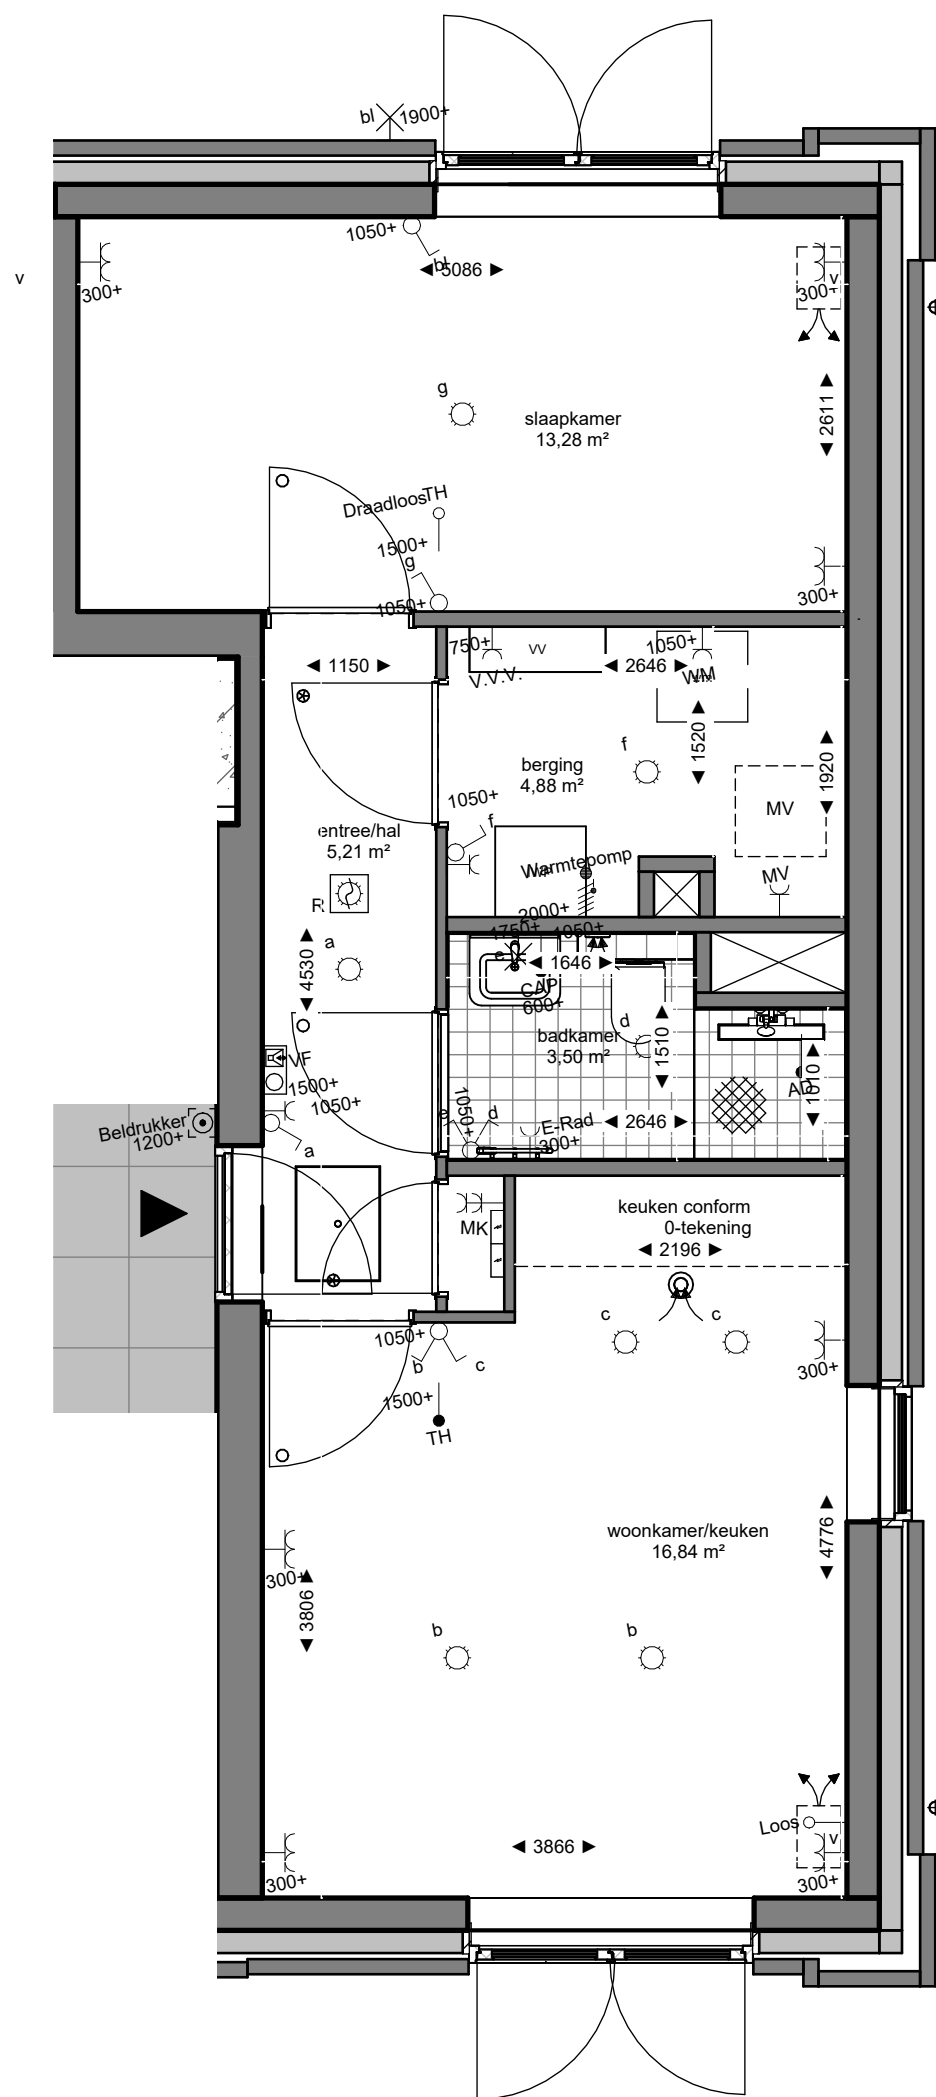 bl
1900+
1050+
bl
◄ 5086 ►
v
300+
v
300+
g
slaapkamer
13,28 m²
◄ 2611 ►
Draadloos
TH
1500+
g
1050+
300+
◄ 1150 ►
750+
vv
V.V.V.
1050+
◄ 2646 ►
WM
◄ 1520 ►
f
berging
4,88 m²
◄ 1920 ►
MV
1050+
f
entree/hal
5,21 m²
Warmtepomp
MV
R
a
◄ 4530 ►
2000+
1750+
1050+
e
◄ 1646 ►
CAP
600+
d
badkamer
3,50 m²
◄ 1510 ►
◄ 1010 ►
AD
VF
1500+
1050+
a
Beldrukker
1200+
1050+
e
d
E-Rad
300+
◄ 2646 ►
MK
keuken conform
0-tekening
◄ 2196 ►
c
c
1050+
b
c
300+
1500+
TH
woonkamer/keuken
16,84 m²
◄ 4776 ►
300+
◄ 3806 ►
b
b
Loos
v
◄ 3866 ►
300+
300+